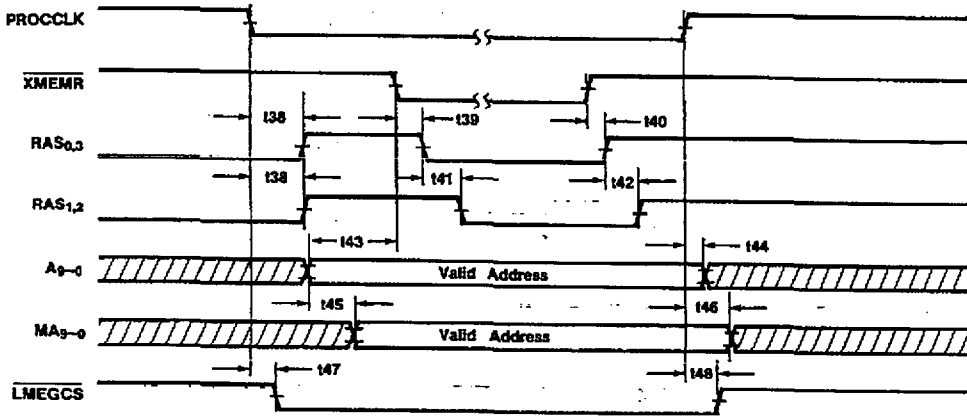 PROCCLK
XMEMR
t38 t39 t40
RAS0,3
t38 t41 t42
RAS1,2
t43 t44
A9–0 Valid Address
t45 t46
MA9–0 Valid Address
t47 t48
LMEGCS